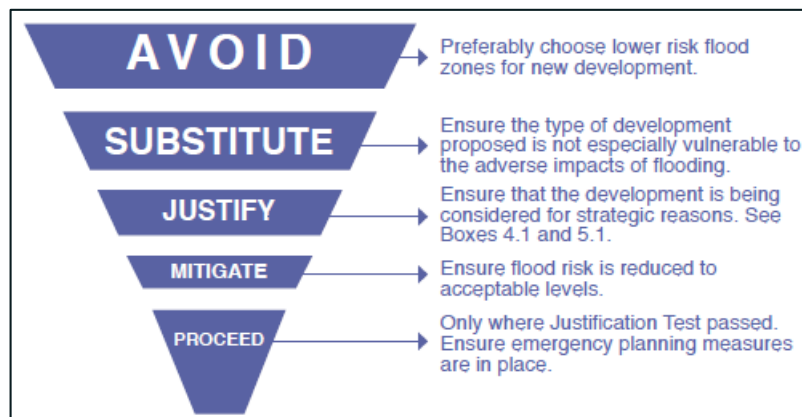 AVOID
Preferably choose lower risk flood
zones for new development.
SUBSTITUTE
Ensure the type of development
proposed is not especially vulnerable to
the adverse impacts of flooding.
JUSTIFY
Ensure that the development is being
considered for strategic reasons. See
Boxes 4.1 and 5.1.
MITIGATE
Ensure flood risk is reduced to
acceptable levels.
PROCEED
Only where Justification Test passed.
Ensure emergency planning measures
are in place.